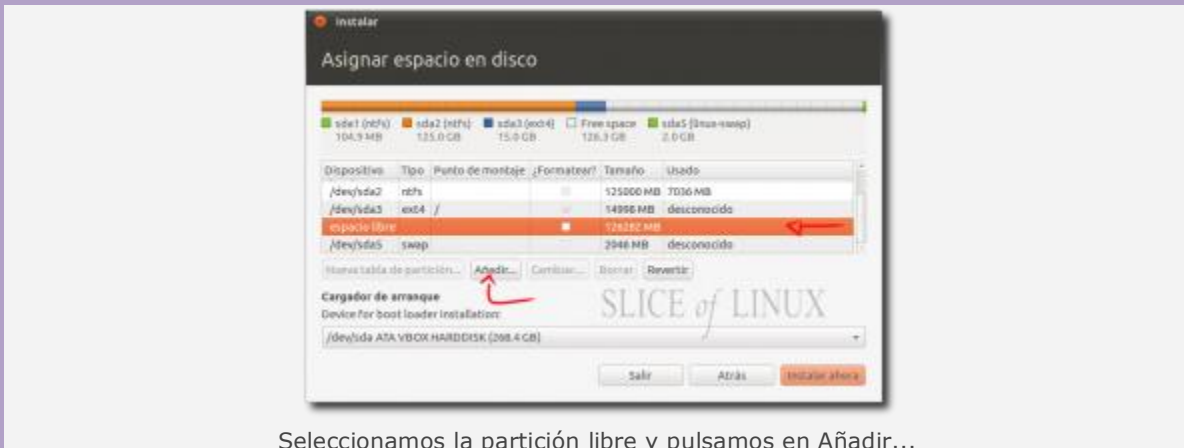 Instalar
Asignar espacio en disco
sda1 (ntfs) sda2 (ntfs) sda3 (ext4) Free space sda5 (linux-swap)
104.9 MB 125.0 GB 15.0 GB 126.3 GB 2.0 GB
Dispositivo Tipo Punto de montaje ¿Formatear? Tamaño Usado
/dev/sda2 ntfs 125000 MB 7036 MB
/dev/sda3 ext4 / 14998 MB desconocido
espacio libre 126282 MB
/dev/sda5 swap 2046 MB desconocido
Nueva tabla de partición... Añadir... Cambiar... Borrar Revertir
Cargador de arranque
SLICE of LINUX
Device for boot loader installation:
/dev/sda ATA VBOX HARDDISK (268.4 GB)
Salir Atrás Instalar ahora
Seleccionamos la partición libre y pulsamos en Añadir...